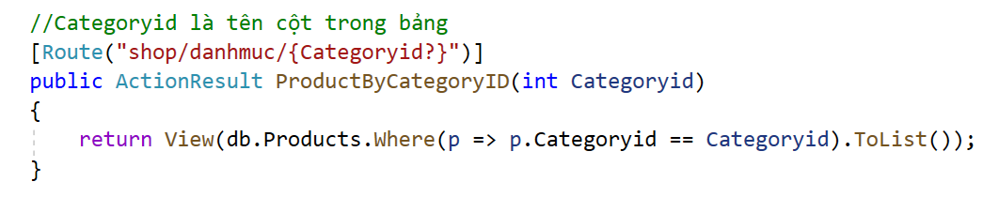 //Categoryid là tên cột trong bảng
[Route("shop/danhmuc/{Categoryid?}")]
public ActionResult ProductByCategoryID(int Categoryid)
{
return View(db.Products.Where(p => p.Categoryid == Categoryid).ToList());
}